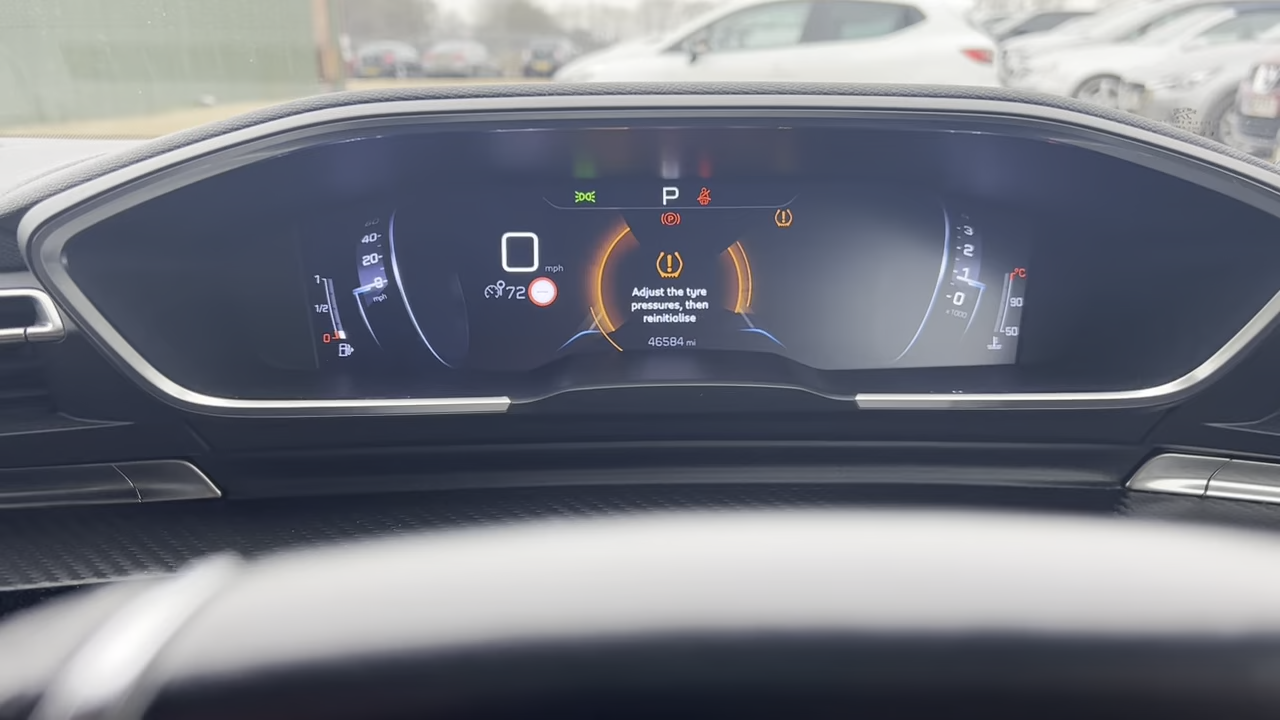 P
P
40
20
0
mph
0
mph
72
Adjust the tyre
pressures, then
reinitialise
46584 mi
1
1/2
0
3
2
1
0
x1000
°C
90
50